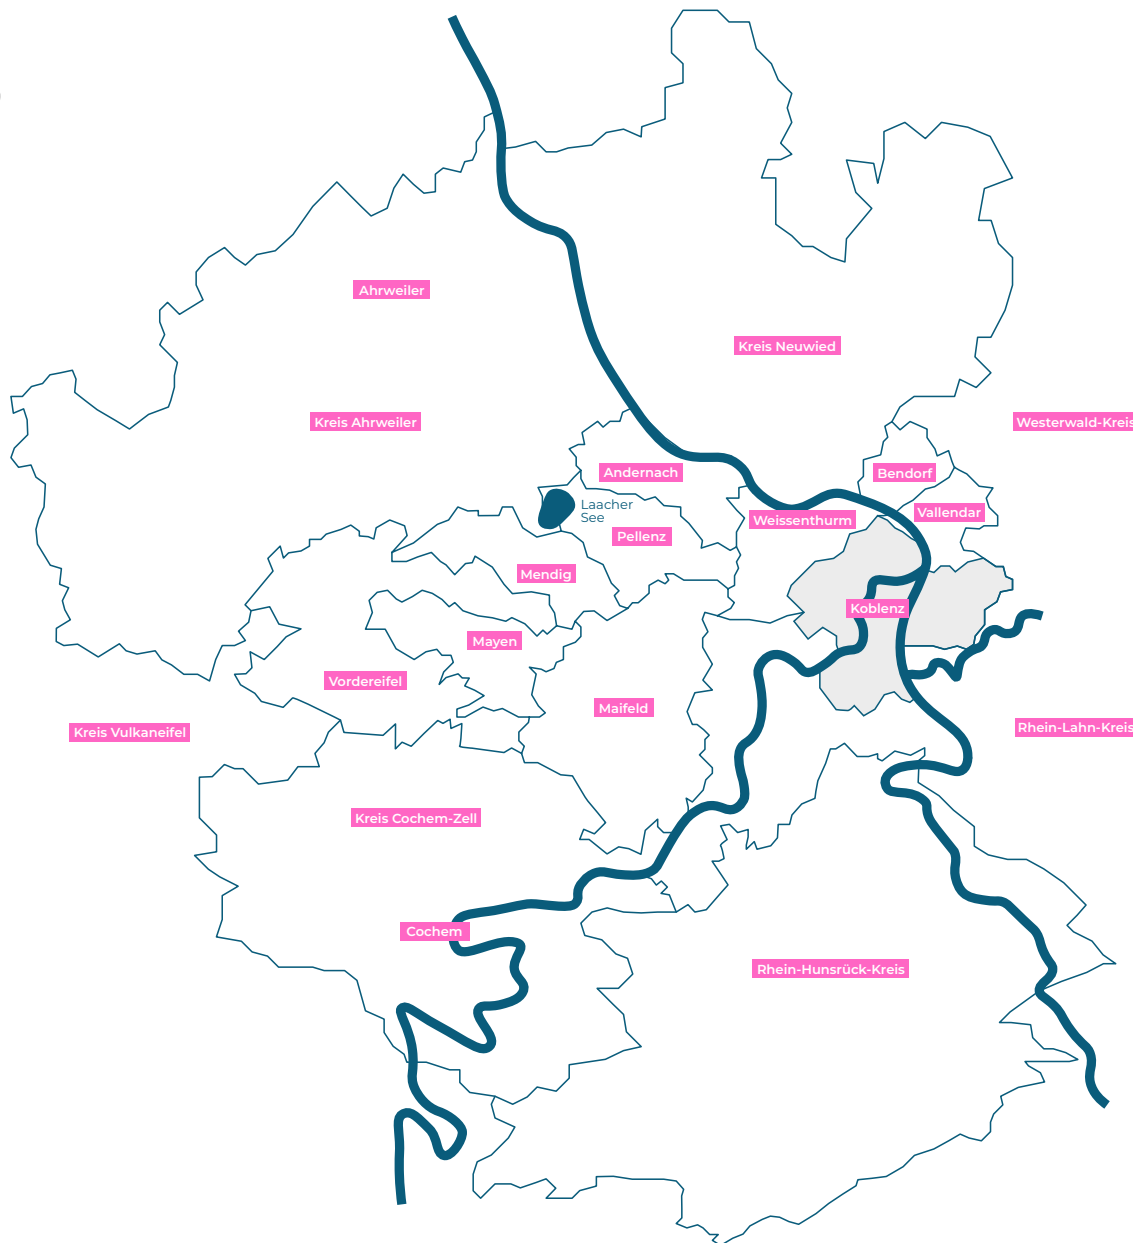 Ahrweiler
Kreis Neuwied
Kreis Ahrweiler
Westerwald-Kreis
Andernach
Bendorf
Laacher
See
Vallendar
Weissenthurm
Pellenz
Mendig
Koblenz
Mayen
Vordereifel
Maifeld
Rhein-Lahn-Kreis
Kreis Vulkaneifel
Kreis Cochem-Zell
Cochem
Rhein-Hunsrück-Kreis